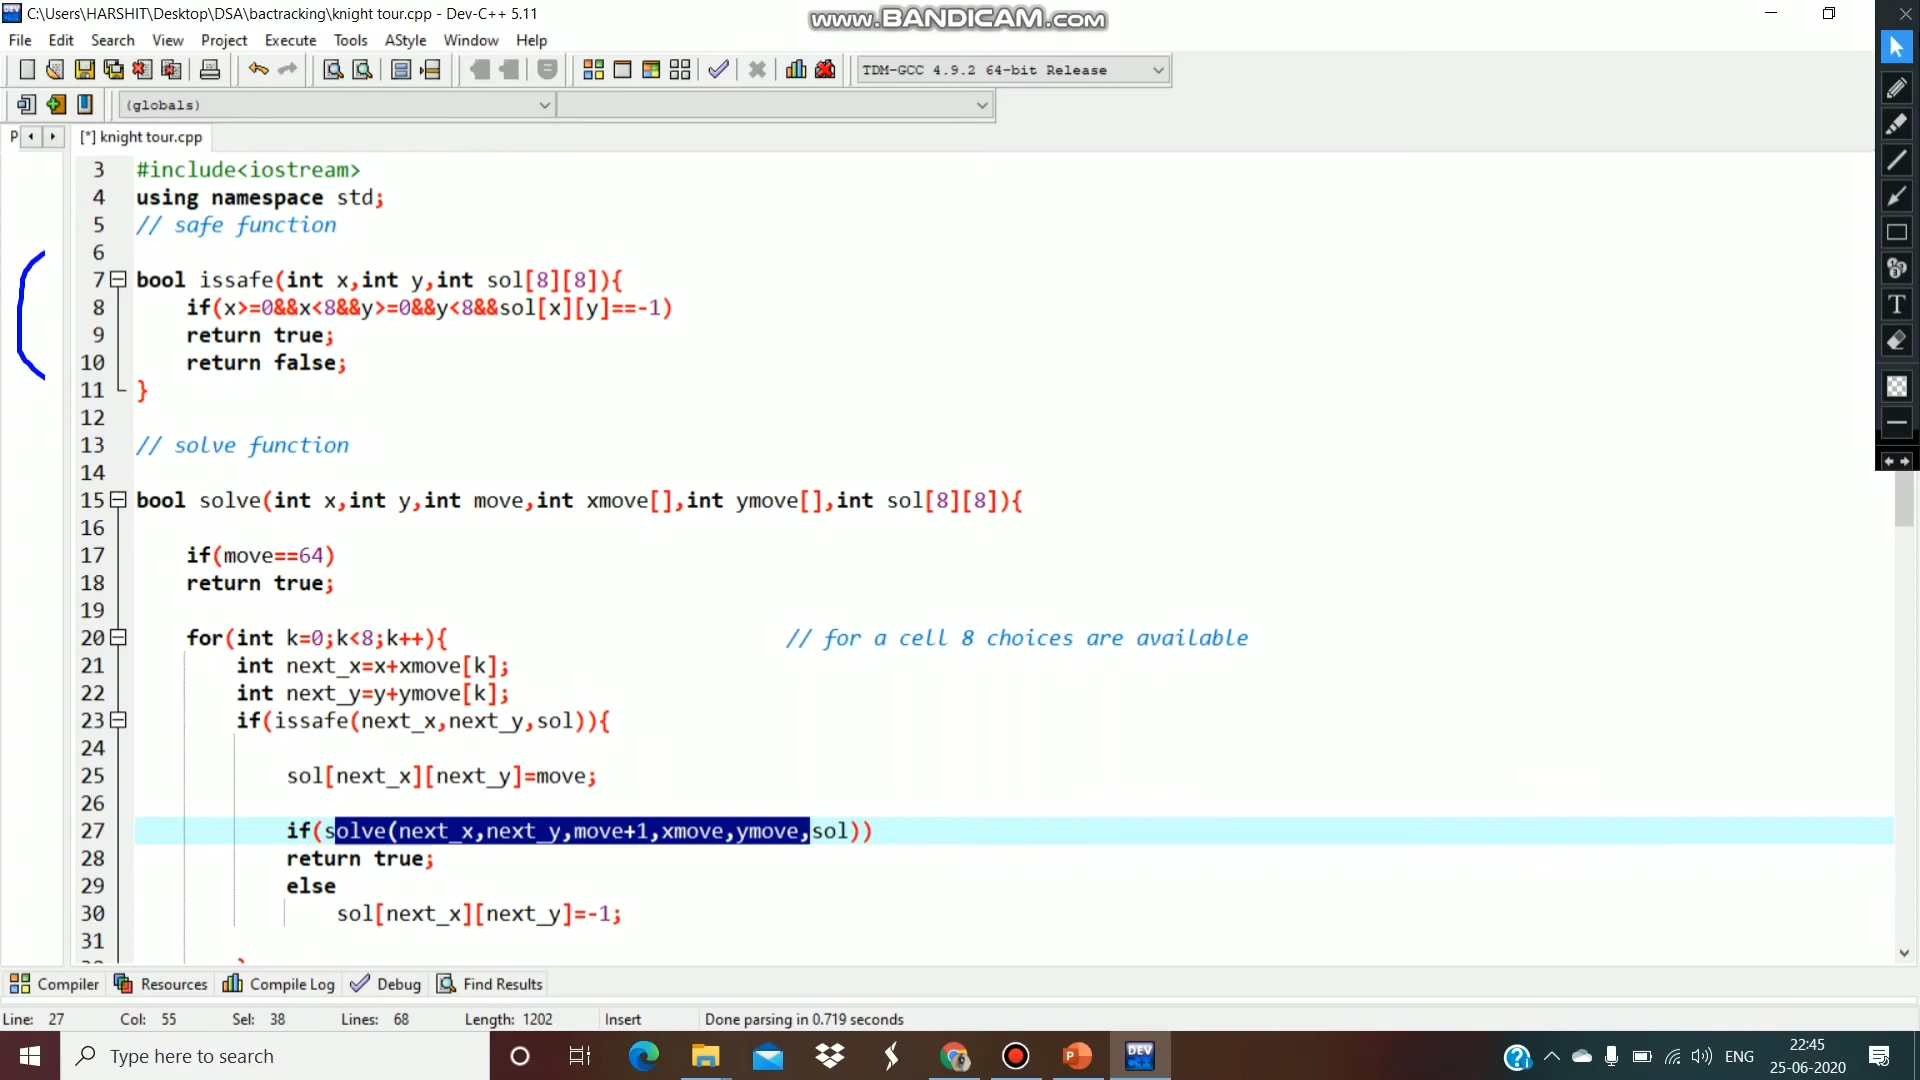 C:\Users\HARSHIT\Desktop\DSA\bactracking\knight tour.cpp - Dev-C++ 5.11
www.BANDICAM.com
File Edit Search View Project Execute Tools AStyle Window Help
TDM-GCC 4.9.2 64-bit Release
(globals)
P
[*] knight tour.cpp
3 #include<iostream>
4 using namespace std;
5 // safe function
6
7 bool issafe(int x,int y,int sol[8][8]){
8 if(x>=0&&x<8&&y>=0&&y<8&&sol[x][y]==-1)
9 return true;
10 return false;
11 }
12
13 // solve function
14
15 bool solve(int x,int y,int move,int xmove[],int ymove[],int sol[8][8]){
16
17 if(move==64)
18 return true;
19
20 for(int k=0;k<8;k++){ // for a cell 8 choices are available
21 int next_x=x+xmove[k];
22 int next_y=y+ymove[k];
23 if(issafe(next_x,next_y,sol)){
24
25 sol[next_x][next_y]=move;
26
27 if(solve(next_x,next_y,move+1,xmove,ymove,sol))
28 return true;
29 else
30 sol[next_x][next_y]=-1;
31
Compiler Resources Compile Log Debug Find Results
Line: 27 Col: 55 Sel: 38 Lines: 68 Length: 1202 Insert Done parsing in 0.719 seconds
Type here to search
DEV
ENG
22:45
25-06-2020